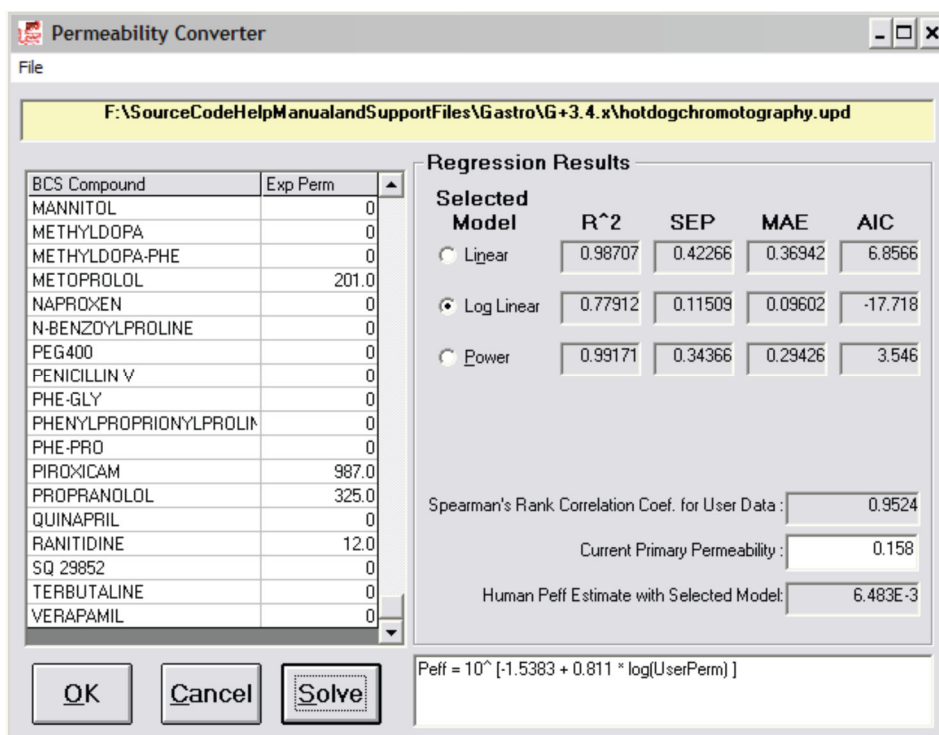 Permeability Converter
File
F:\SourceCodeHelpManualandSupportFiles\Gastro\G+3.4.x\hotdogchromotography.upd
BCS Compound Exp Perm
MANNITOL 0
METHYLDOPA 0
METHYLDOPA-PHE 0
METOPROLOL 201.0
NAPROXEN 0
N-BENZOYLPROLINE 0
PEG400 0
PENICILLIN V 0
PHE-GLY 0
PHENYLPROPRIONYLPROLIN 0
PHE-PRO 0
PIROXICAM 987.0
PROPRANOLOL 325.0
QUINAPRIL 0
RANITIDINE 12.0
SQ 29852 0
TERBUTALINE 0
VERAPAMIL 0
Regression Results
Selected
Model R^2 SEP MAE AIC
Linear 0.98707 0.42266 0.36942 6.8566
Log Linear 0.77912 0.11509 0.09602 -17.718
Power 0.99171 0.34366 0.29426 3.546
Spearman's Rank Correlation Coef. for User Data : 0.9524
Current Primary Permeability : 0.158
Human Peff Estimate with Selected Model: 6.483E-3
OK Cancel Solve
Peff = 10^ [-1.5383 + 0.811 * log(UserPerm) ]